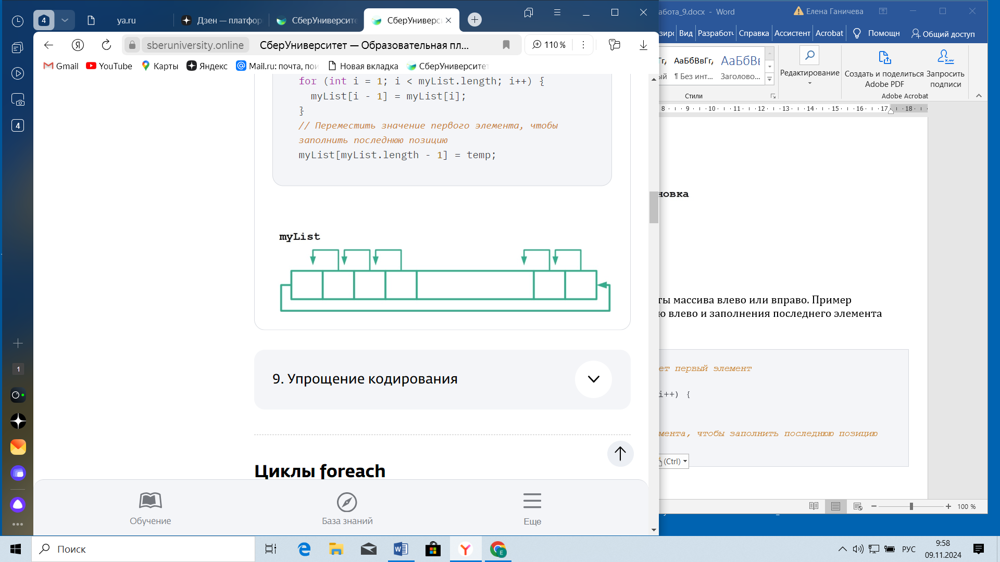 4
ya.ru
Дзен — платфор
СберУниверсите
СберУниверс
sberuniversity.online
СберУниверситет — Образовательная пл...
110 %
Gmail
YouTube
Карты
Яндекс
Mail.ru: почта, пои
Новая вкладка
СберУниверситет
for (int i = 1; i < myList.length; i++) {
myList[i - 1] = myList[i];
}
// Переместить значение первого элемента, чтобы
заполнить последнюю позицию
myList[myList.length - 1] = temp;
myList
9. Упрощение кодирования
Циклы foreach
Обучение
База знаний
Еще
4
1
абота_9.docx - Word
Елена Ганичева
Вид
Разработч
Справка
Ассистент
Acrobat
Помощн
Общий доступ
АаБбВвГг,
АаБбВв
¶ Без инт...
Заголово...
Стили
Редактирование
Создать и поделиться
Adobe PDF
Запросить
подписи
Adobe Acrobat
8 9 10 11 12 13 14 15 16 17 18
новка
ты массива влево или вправо. Пример
ю влево и заполнения последнего элемента
ет первый элемент
i++) {
мента, чтобы заполнить последнюю позицию
(Ctrl)
100 %
Поиск
РУС
9:58
09.11.2024